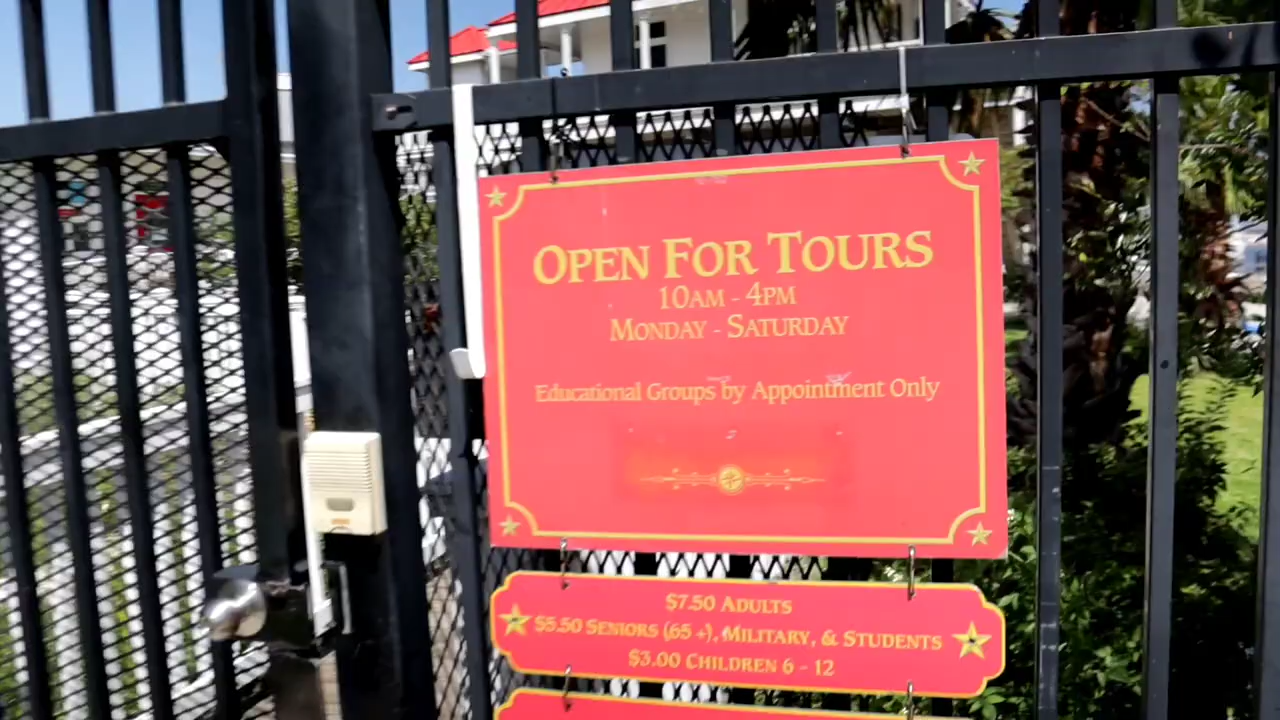 OPEN FOR TOURS
10AM - 4PM
MONDAY - SATURDAY
Educational Groups by Appointment Only
$7.50 ADULTS
$5.50 SENIORS (65 +), MILITARY, & STUDENTS
$3.00 CHILDREN 6 - 12